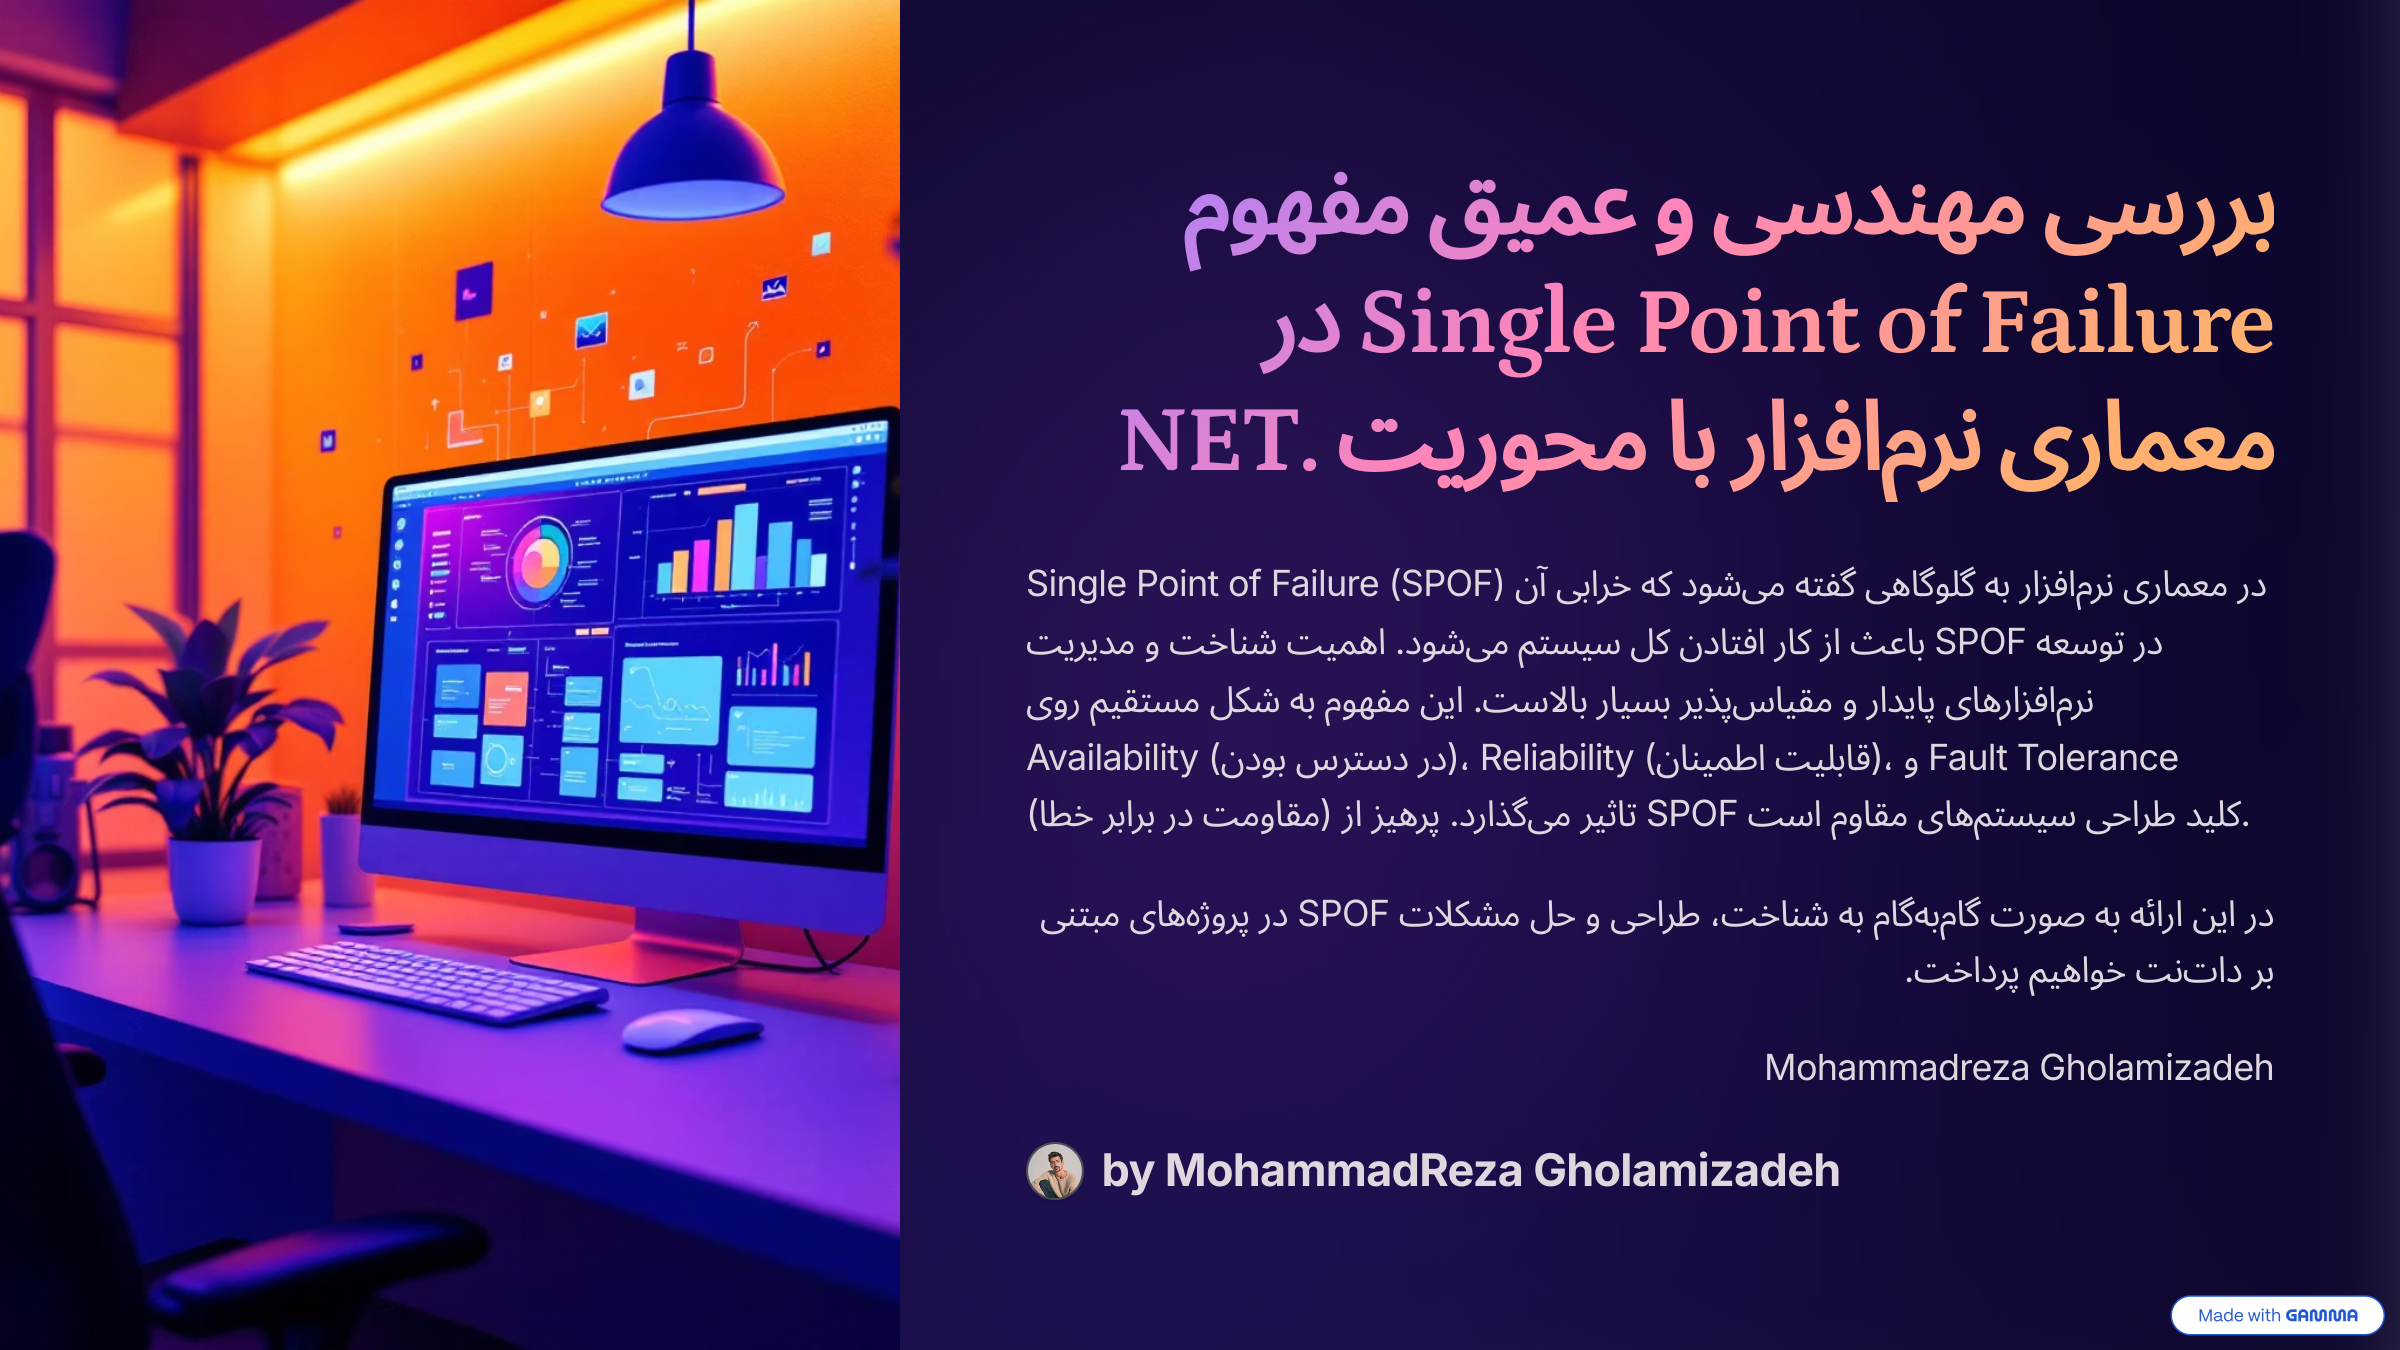 بررسی مهندسی و عمیق مفهوم
Single Point of Failure در
معماری نرم‌افزار با محوریت .NET
Single Point of Failure (SPOF) در معماری نرم‌افزار به گلوگاهی گفته می‌شود که خرابی آن
باعث از کار افتادن کل سیستم می‌شود. اهمیت شناخت و مدیریت SPOF در توسعه
نرم‌افزارهای پایدار و مقیاس‌پذیر بسیار بالاست. این مفهوم به شکل مستقیم روی
Availability (در دسترس بودن)، Reliability (قابلیت اطمینان)، و Fault Tolerance
(مقاومت در برابر خطا) تاثیر می‌گذارد. پرهیز از SPOF کلید طراحی سیستم‌های مقاوم است.
در این ارائه به صورت گام‌به‌گام به شناخت، طراحی و حل مشکلات SPOF در پروژه‌های مبتنی
بر دات‌نت خواهیم پرداخت.
Mohammadreza Gholamizadeh
by MohammadReza Gholamizadeh
Made with GAMMA